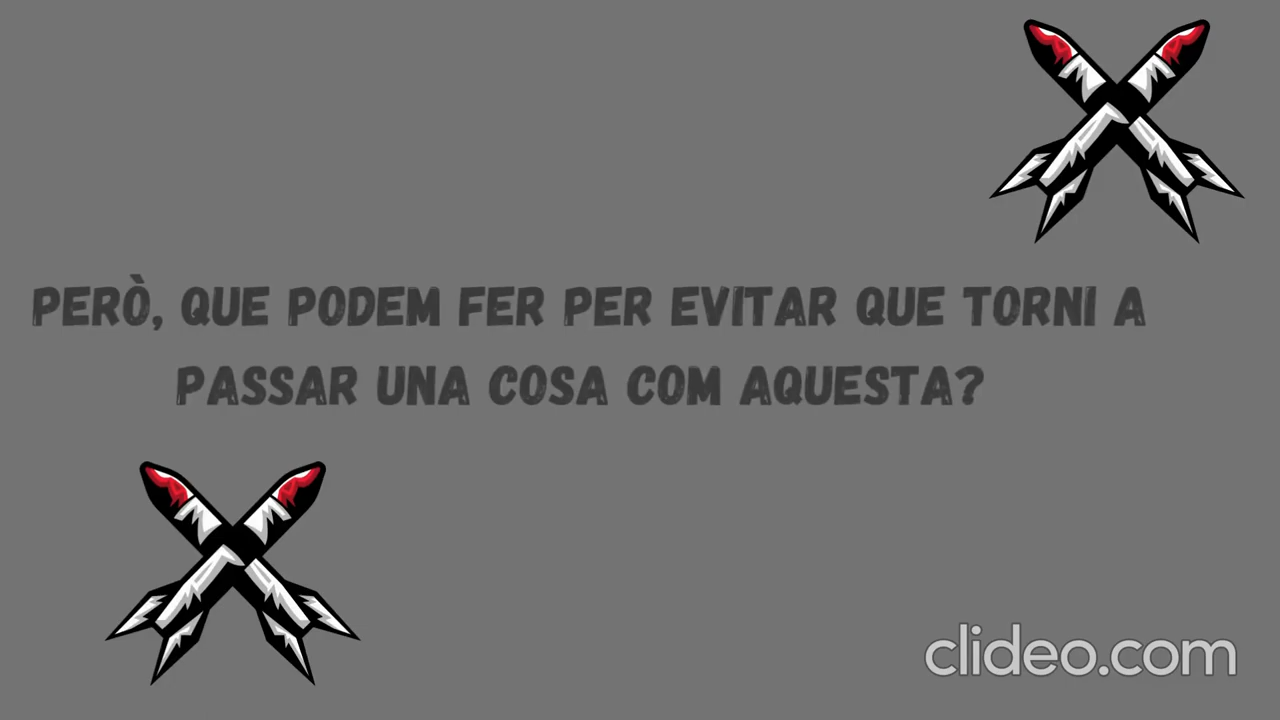 PERÒ, QUE PODEM FER PER EVITAR QUE TORNI A
PASSAR UNA COSA COM AQUESTA?
clideo.com